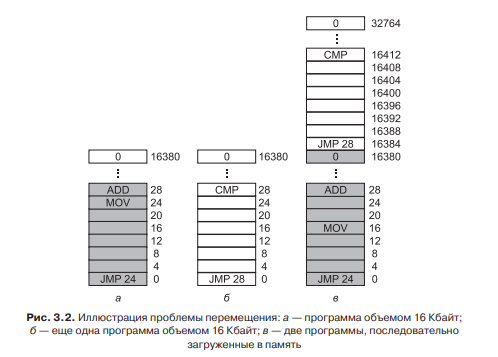 0 32764
CMP 16412
16408
16404
16400
16396
16392
16388
JMP 28 16384
0 16380 0 16380 0 16380
ADD 28 CMP 28 ADD 28
MOV 24 24 24
20 20 20
16 16 MOV 16
12 12 12
8 8 8
4 4 4
JMP 24 0 JMP 28 0 JMP 24 0
а б в
Рис. 3.2. Иллюстрация проблемы перемещения: а — программа объемом 16 Кбайт;
б — еще одна программа объемом 16 Кбайт; в — две программы, последовательно
загруженные в память